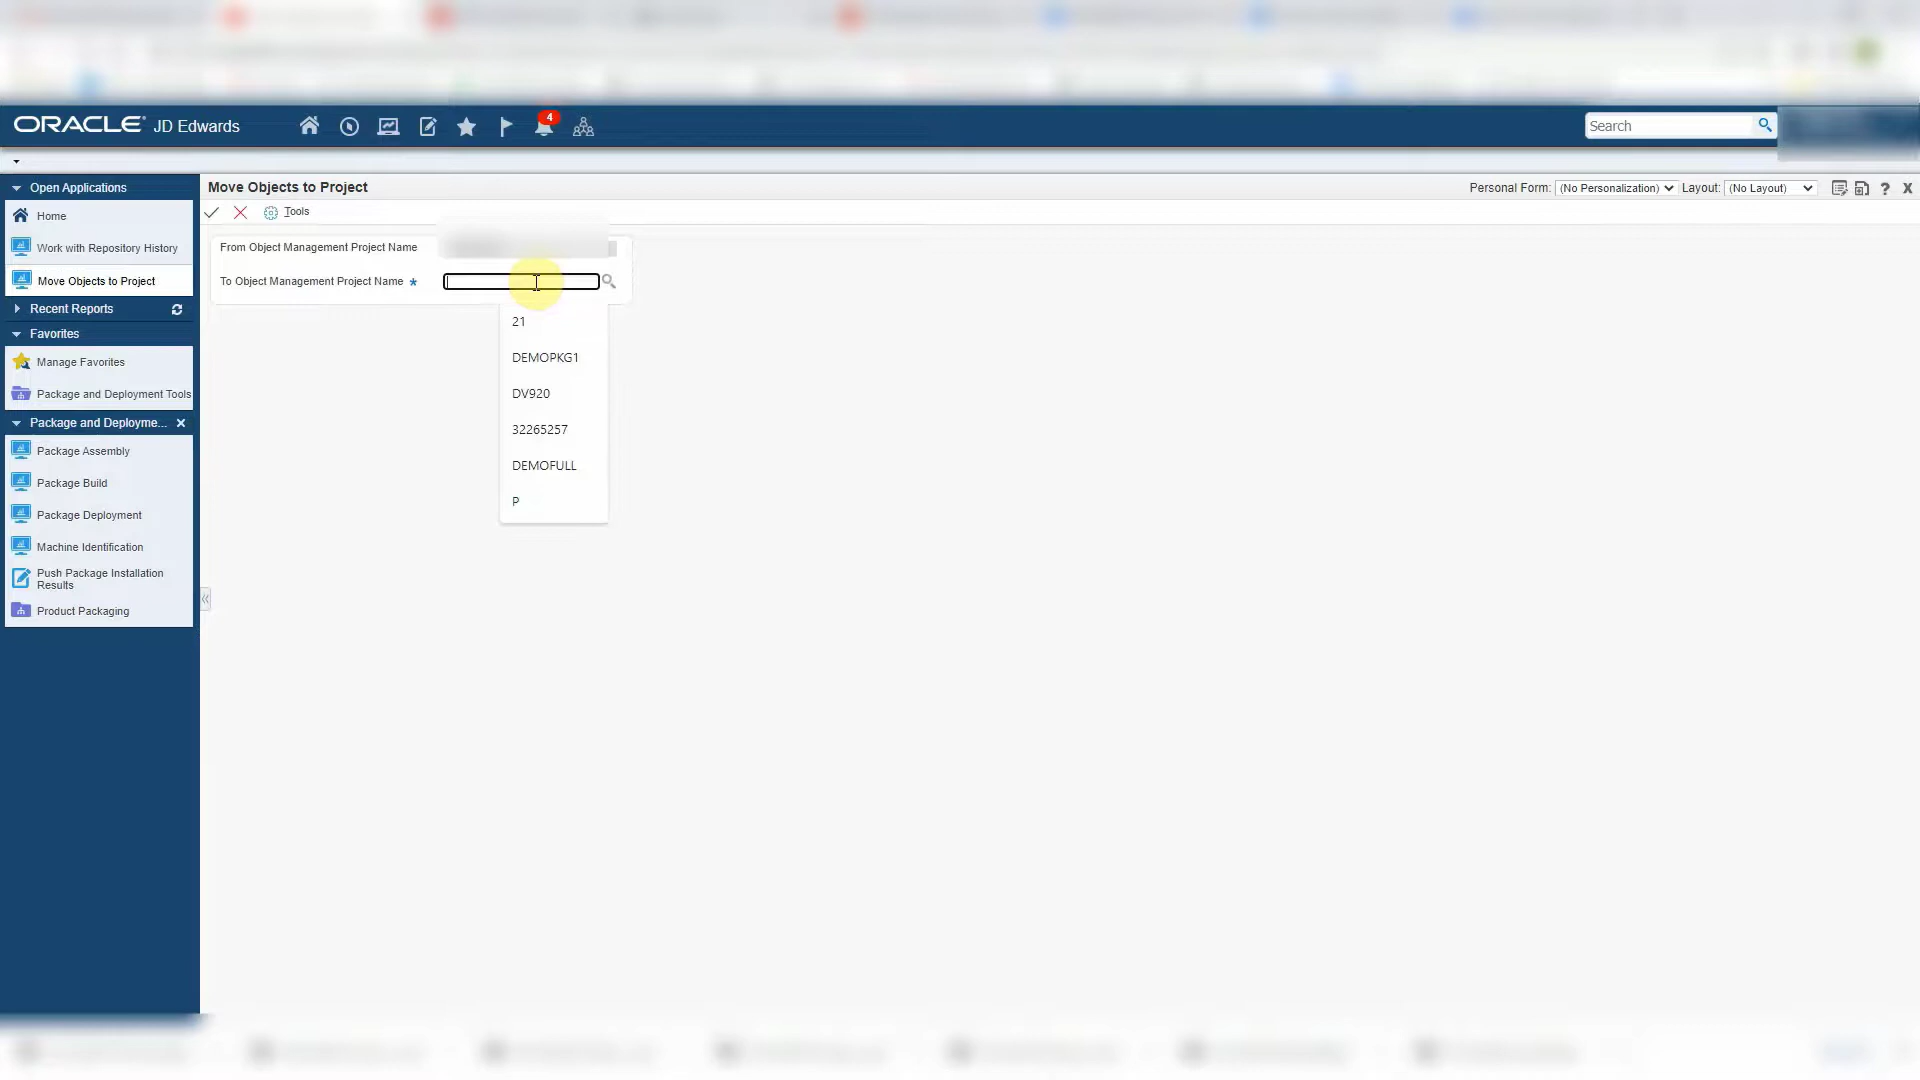 ORACLE JD Edwards
4
Search
Open Applications
Home
Work with Repository History
Move Objects to Project
Recent Reports
Favorites
Manage Favorites
Package and Deployment Tools
Package and Deployme...
Package Assembly
Package Build
Package Deployment
Machine Identification
Push Package Installation
Results
Product Packaging
Move Objects to Project
Personal Form: (No Personalization) Layout: (No Layout)
Tools
From Object Management Project Name
To Object Management Project Name *
21
DEMOPKG1
DV920
32265257
DEMOFULL
P